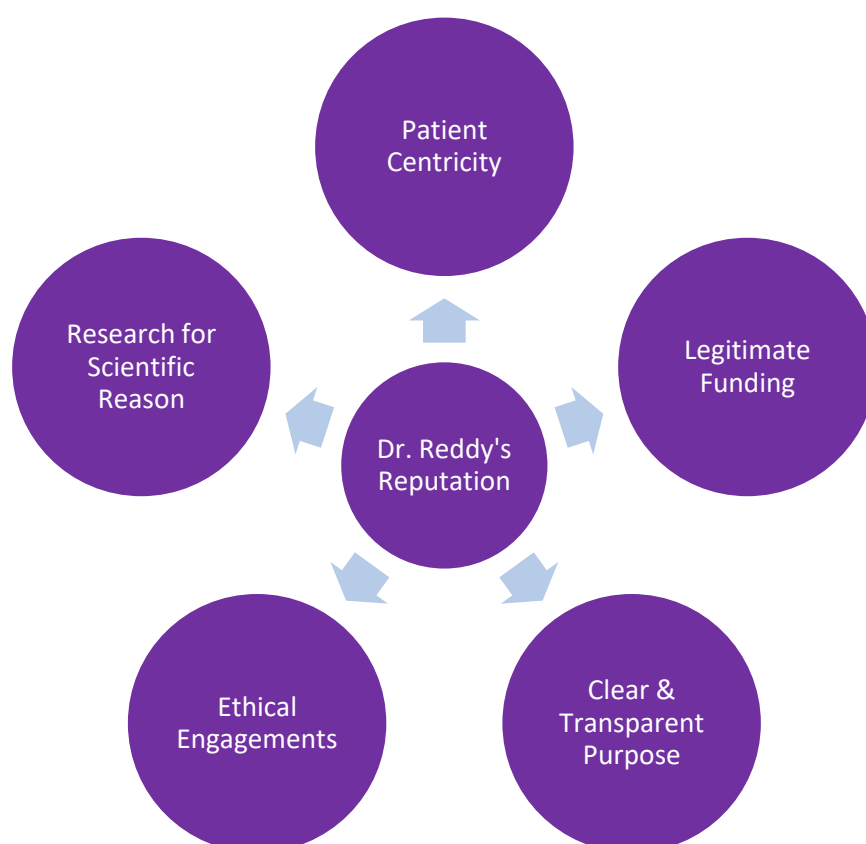 Patient
Centricity
Legitimate
Funding
Clear &
Transparent
Purpose
Ethical
Engagements
Research for
Scientific
Reason
Dr. Reddy's
Reputation